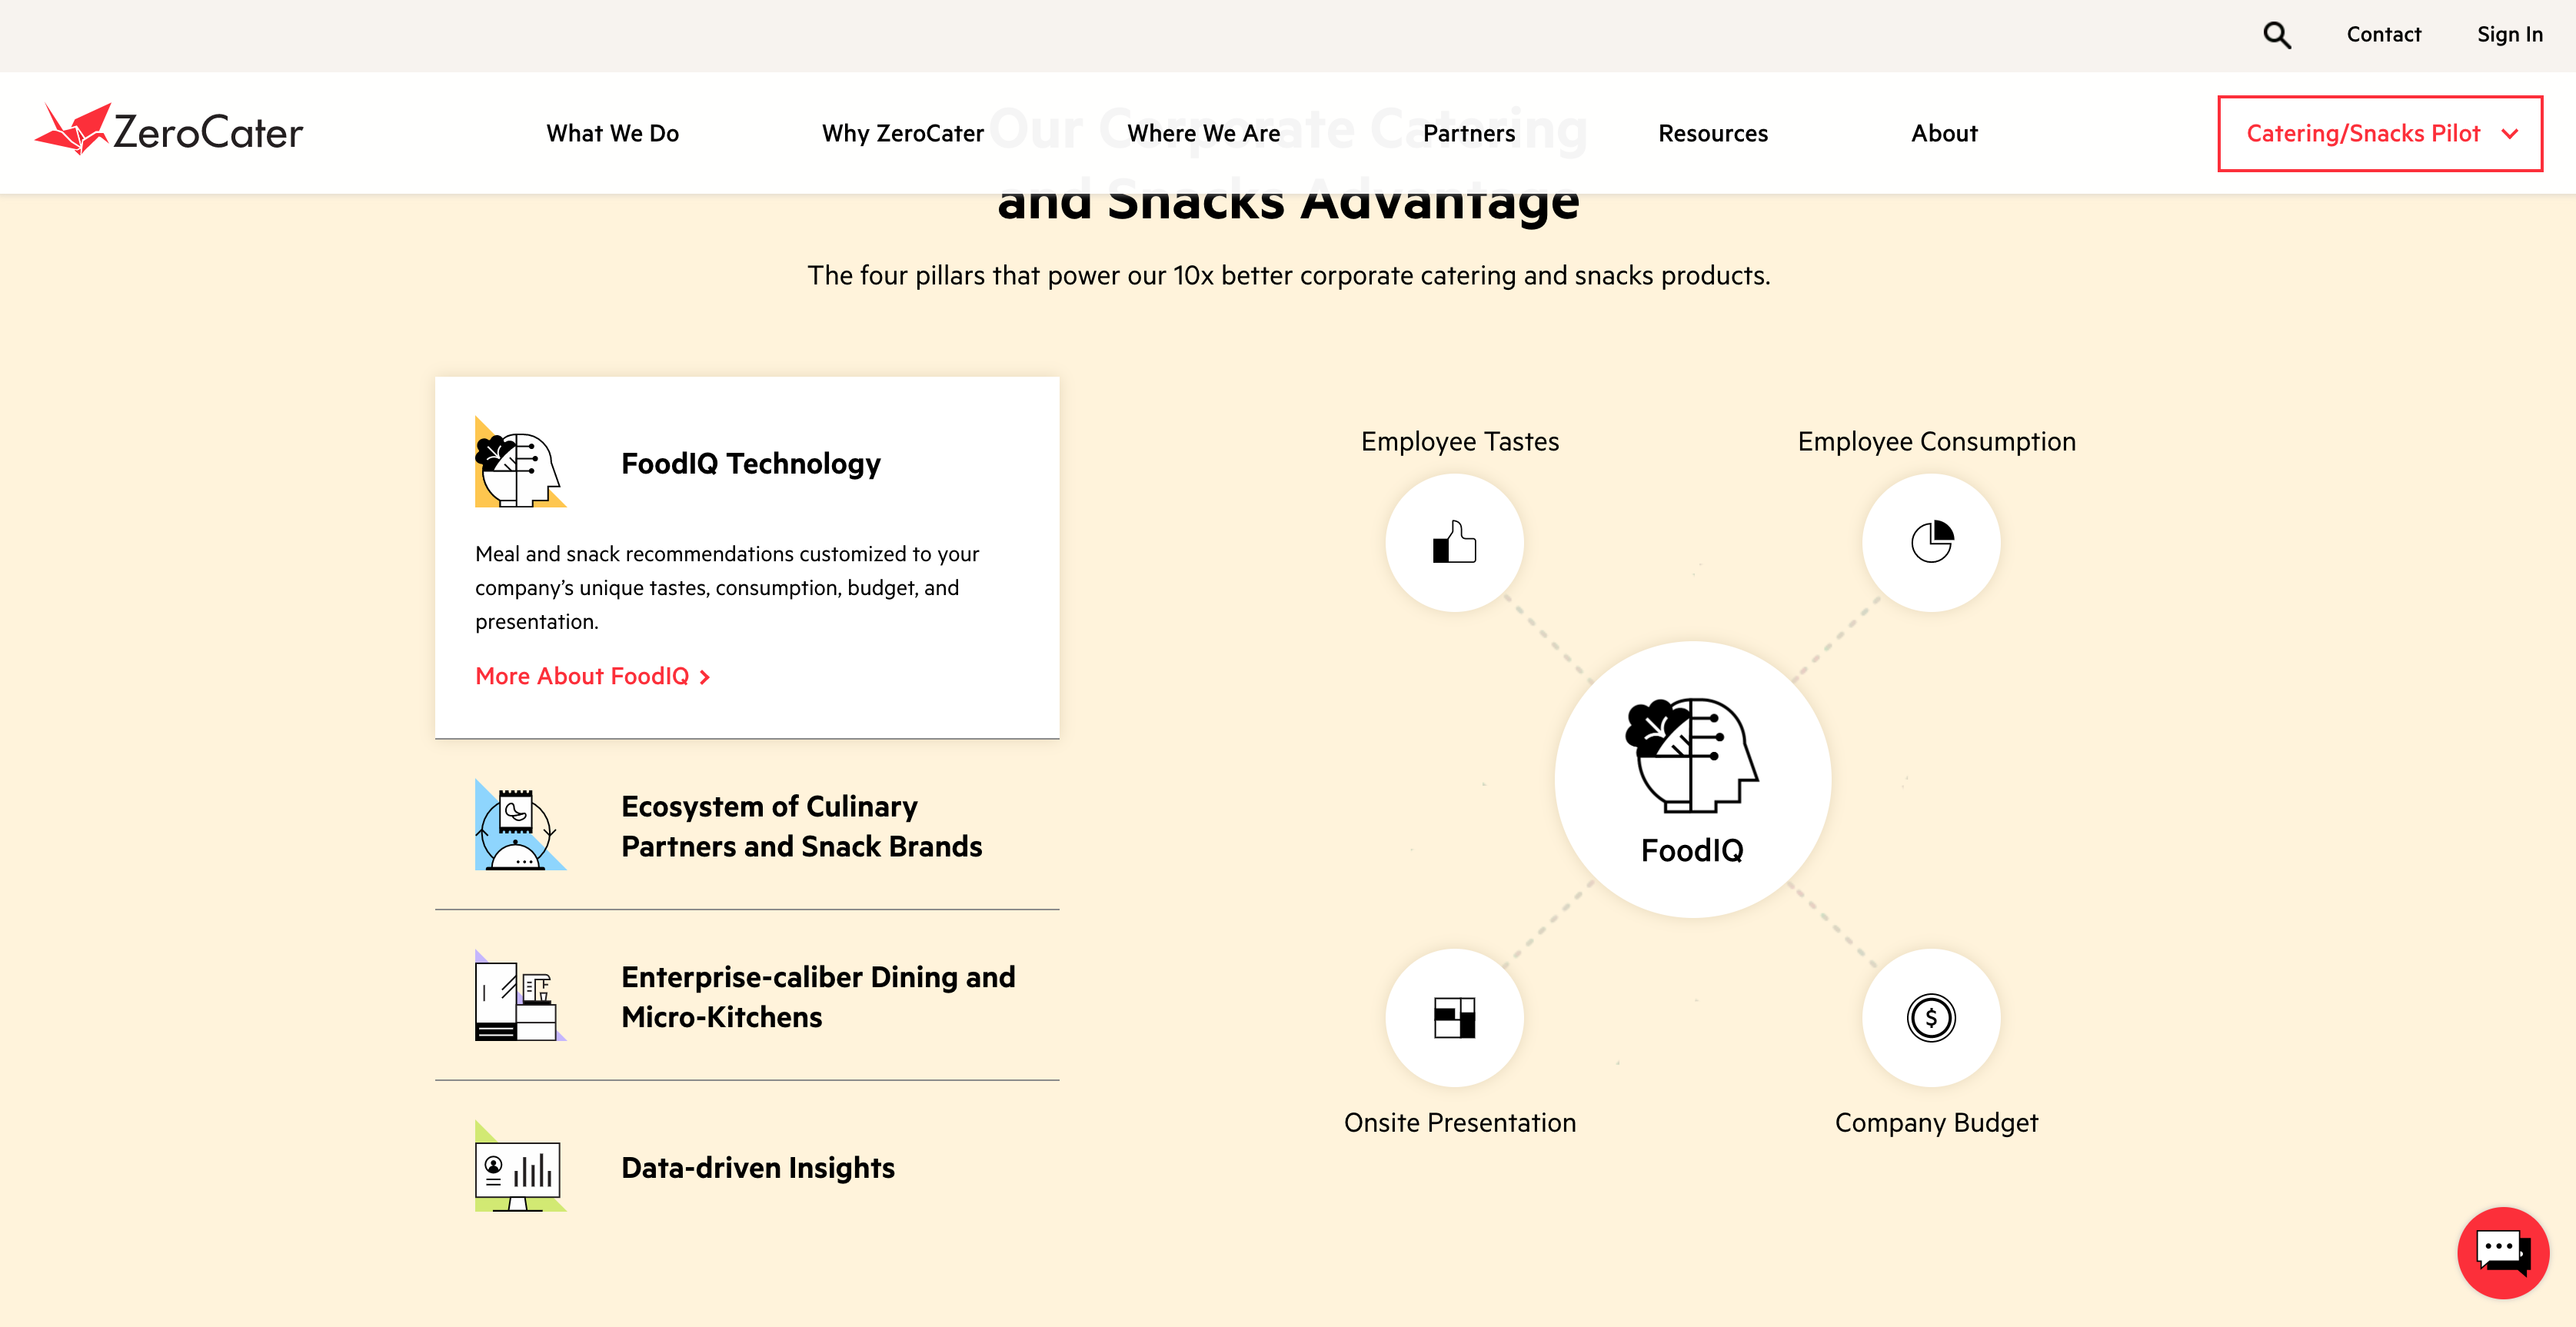 Contact
Sign In
ZeroCater
What We Do
Why ZeroCater
Where We Are
Partners
Resources
About
Catering/Snacks Pilot
Our Corporate Catering
and Snacks Advantage
The four pillars that power our 10x better corporate catering and snacks products.
FoodIQ Technology
Meal and snack recommendations customized to your
company’s unique tastes, consumption, budget, and
presentation.
More About FoodIQ
Ecosystem of Culinary
Partners and Snack Brands
Enterprise-caliber Dining and
Micro-Kitchens
Data-driven Insights
Employee Tastes
Employee Consumption
FoodIQ
$
Onsite Presentation
Company Budget